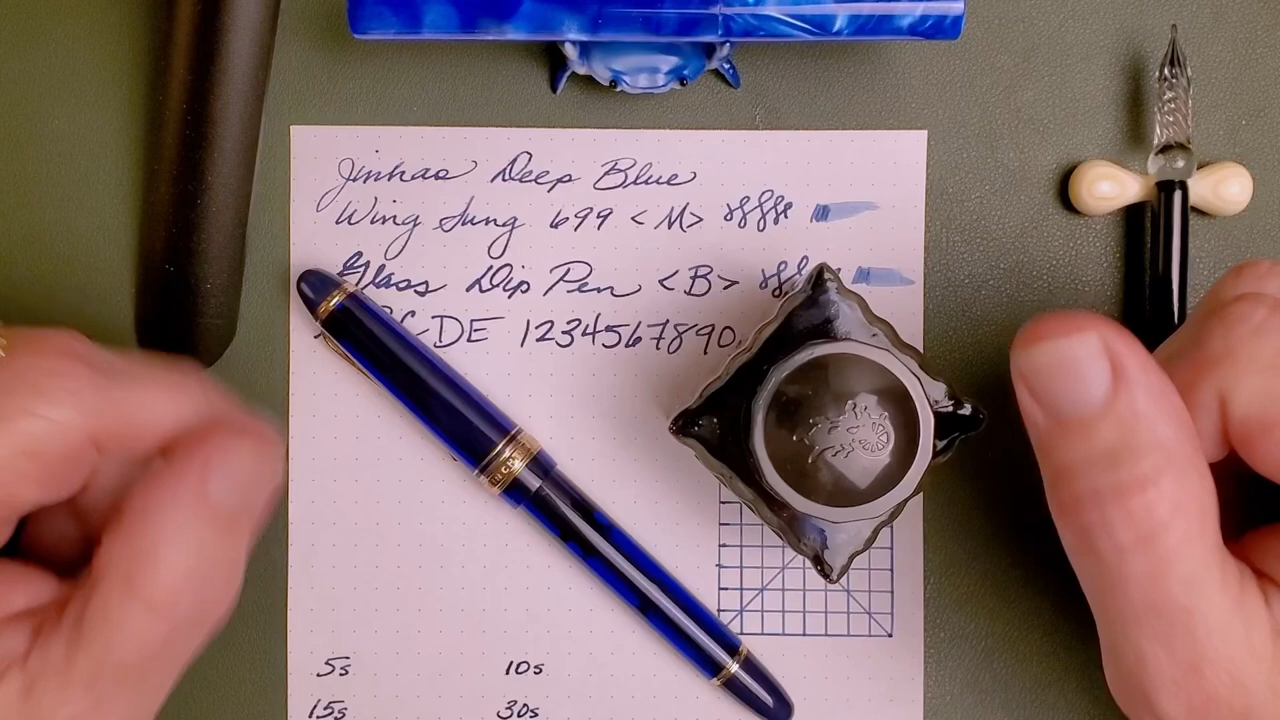 Jinhao Deep Blue
Wing Sung 699 <M>
Glass Dip Pen <B>
DE 1234567890
5s 10s
15s 30s